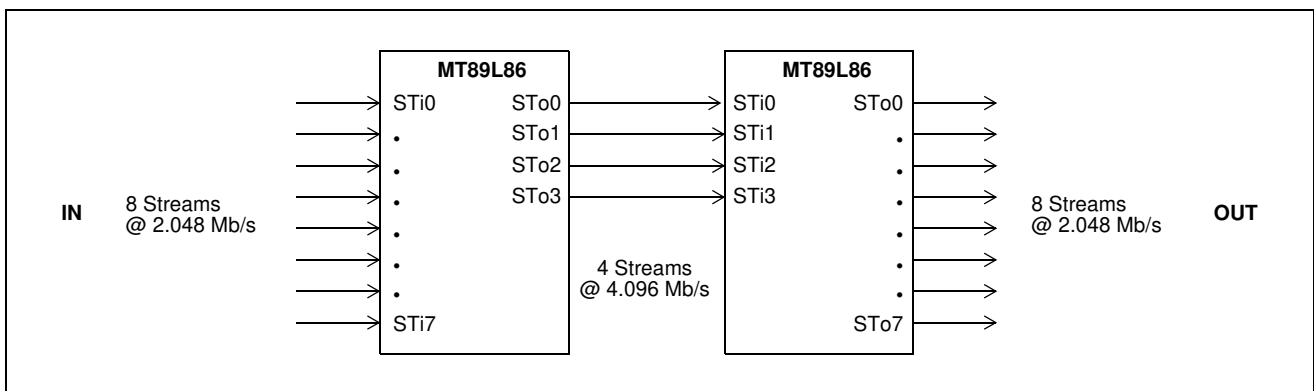 MT89L86
MT89L86
STi0 STo0 STi0 STo0
STo1 STi1
STo2 STi2
STo3 STi3
IN
8 Streams
@ 2.048 Mb/s
8 Streams
@ 2.048 Mb/s
OUT
4 Streams
@ 4.096 Mb/s
STi7 STo7